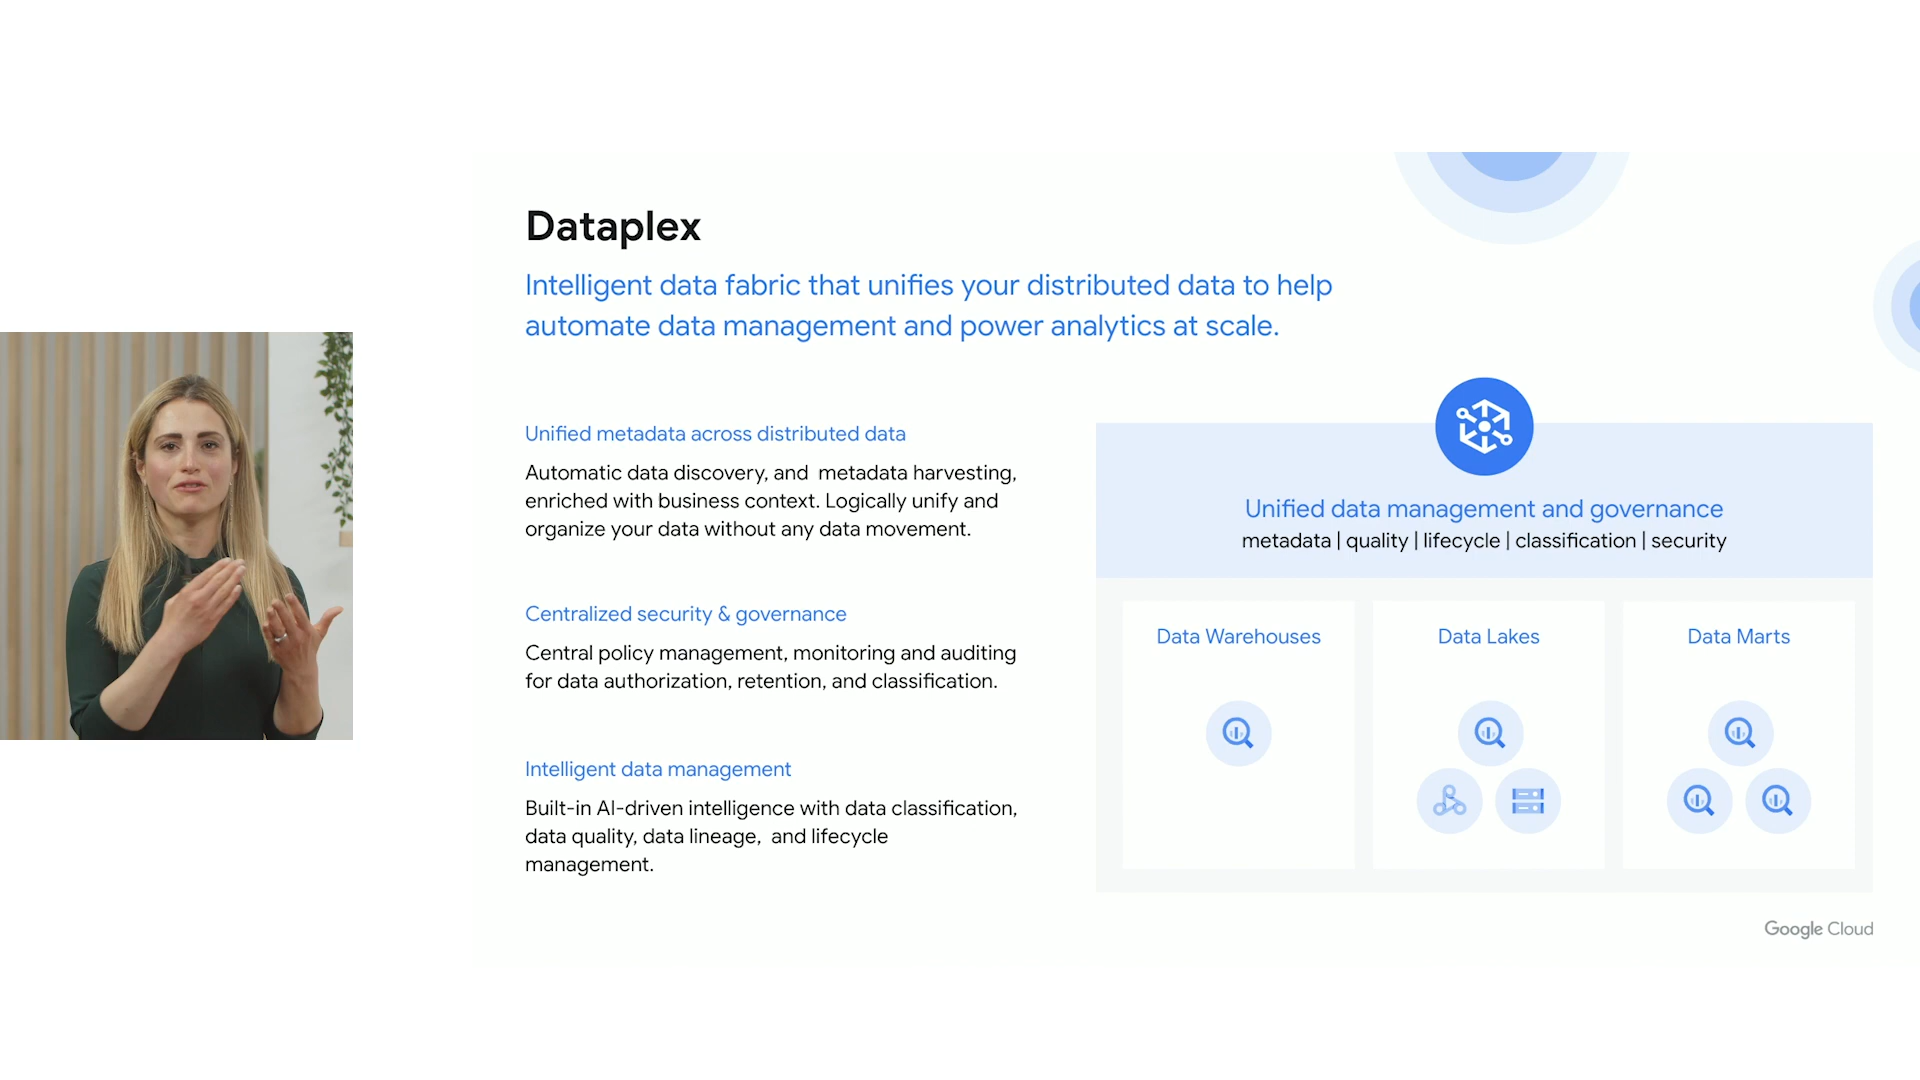 Dataplex
Intelligent data fabric that unifies your distributed data to help
automate data management and power analytics at scale.
Unified metadata across distributed data
Automatic data discovery, and metadata harvesting,
enriched with business context. Logically unify and
organize your data without any data movement.
Centralized security & governance
Central policy management, monitoring and auditing
for data authorization, retention, and classification.
Intelligent data management
Built-in AI-driven intelligence with data classification,
data quality, data lineage, and lifecycle
management.
Unified data management and governance
metadata | quality | lifecycle | classification | security
Data Warehouses
Data Lakes
Data Marts
Google Cloud